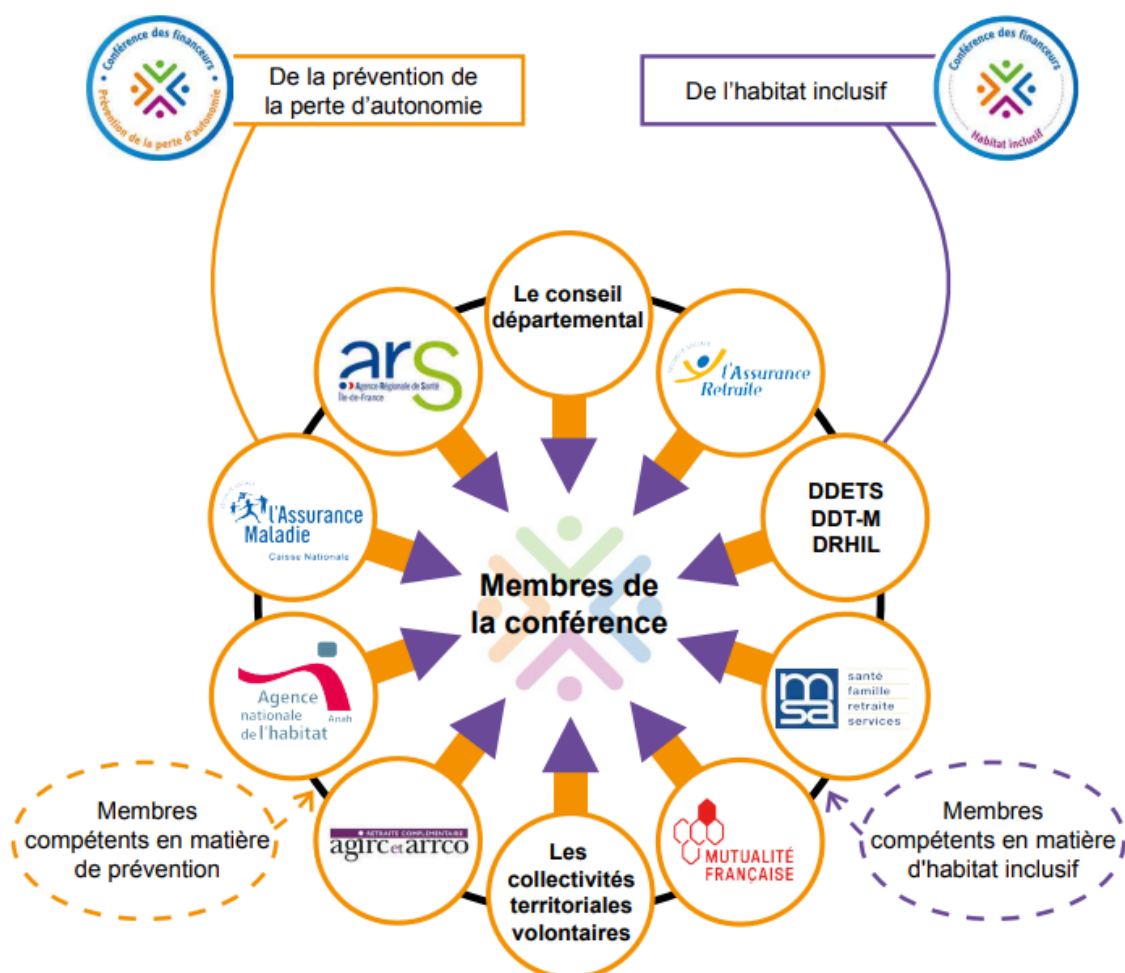 Conférence des financeurs
Prévention de la perte d'autonomie
De la prévention de
la perte d'autonomie
De l'habitat inclusif
Conférence des financeurs
Habitat inclusif
Le conseil
départemental
ars
Agence Régionale de Santé
Île-de-France
l'Assurance
Retraite
l'Assurance
Maladie
Caisse Nationale
DDETS
DDT-M
DRHIL
Membres de
la conférence
Agence
nationale
de l'habitat
Anah
msa
santé
famille
retraite
services
Membres
compétents en matière
de prévention
RETRAITE COMPLEMENTAIRE
agirc et arrco
Les
collectivités
territoriales
volontaires
MUTUALITÉ
FRANÇAISE
Membres
compétents en matière
d'habitat inclusif